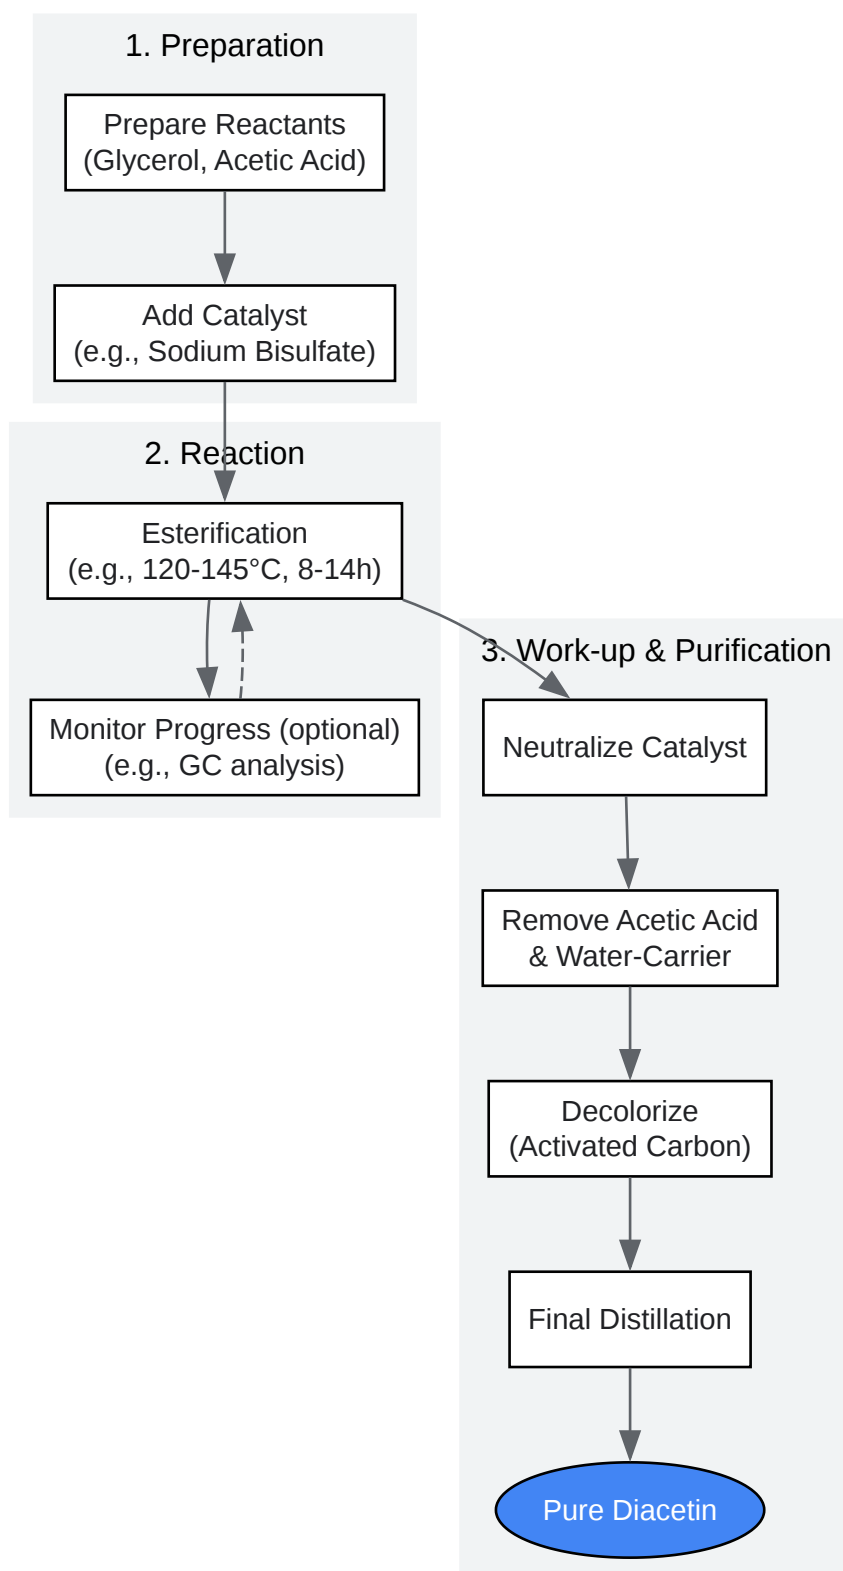 1. Preparation
Prepare Reactants
(Glycerol, Acetic Acid)
Add Catalyst
(e.g., Sodium Bisulfate)
2. Reaction
Esterification
(e.g., 120-145°C, 8-14h)
Monitor Progress (optional)
(e.g., GC analysis)
3. Work-up & Purification
Neutralize Catalyst
Remove Acetic Acid
& Water-Carrier
Decolorize
(Activated Carbon)
Final Distillation
Pure Diacetin